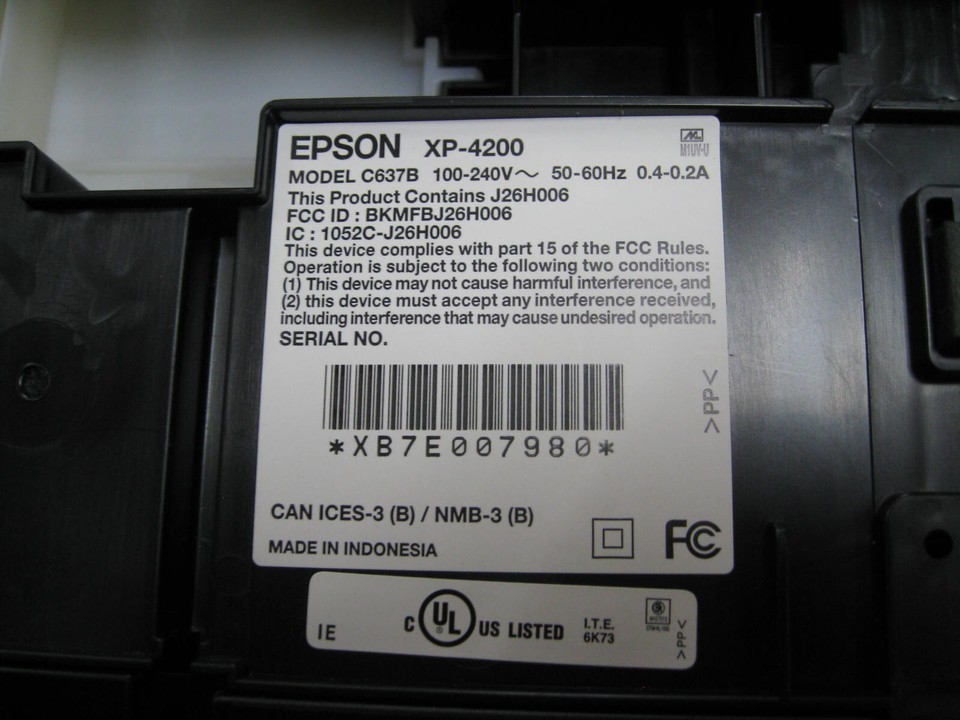 EPSON XP-4200
M1UV-U
MODEL C637B 100-240V～ 50-60Hz 0.4-0.2A
This Product Contains J26H006
FCC ID : BKMFBJ26H006
IC : 1052C-J26H006
This device complies with part 15 of the FCC Rules.
Operation is subject to the following two conditions:
(1) This device may not cause harmful interference, and
(2) this device must accept any interference received,
including interference that may cause undesired operation.
SERIAL NO.
>PP<
*XB7E007980*
CAN ICES-3 (B) / NMB-3 (B)
MADE IN INDONESIA
FC
IE
C UL US LISTED
I.T.E.
6K73
>PP<